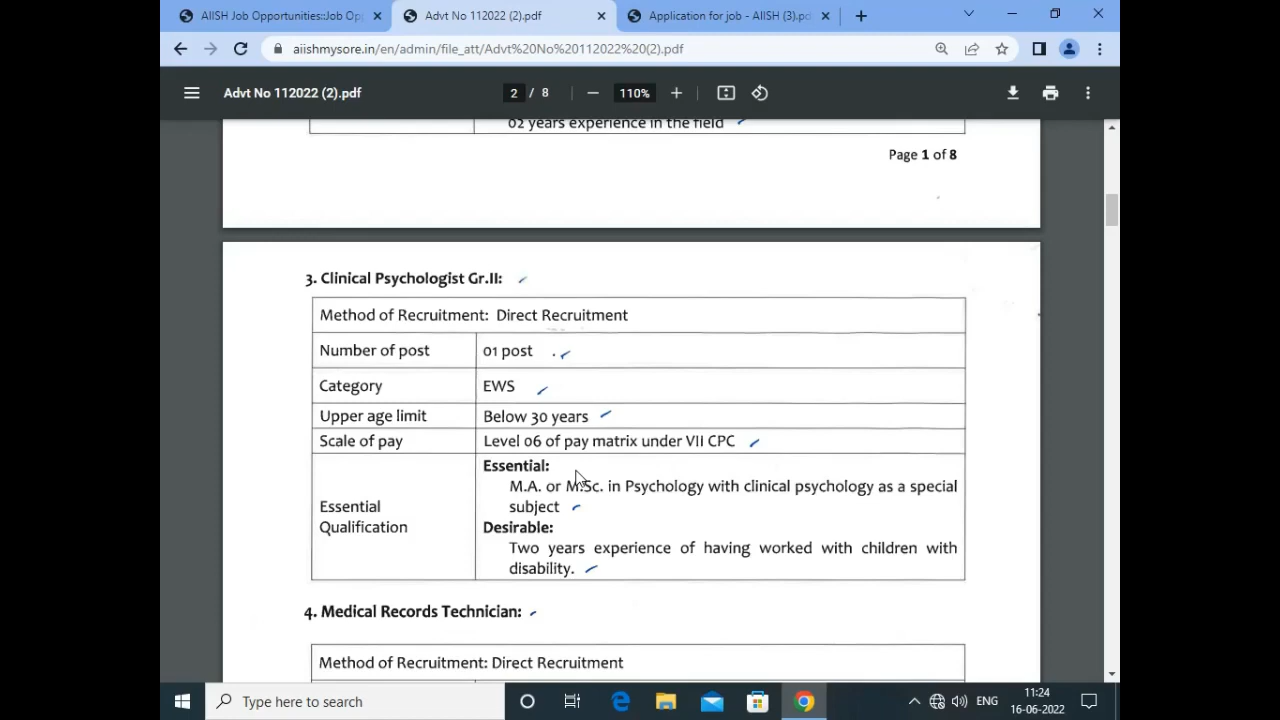 AIISH Job Opportunities::Job Op
Advt No 112022 (2).pdf
Application for job - AIISH (3).pd
aiishmysore.in/en/admin/file_att/Advt%20No%20112022%20(2).pdf
Advt No 112022 (2).pdf
2 / 8
110%
02 years experience in the field
Page 1 of 8
3. Clinical Psychologist Gr.II:
Method of Recruitment: Direct Recruitment
Number of post 01 post
Category EWS
Upper age limit Below 30 years
Scale of pay Level 06 of pay matrix under VII CPC
Essential Qualification
Essential:
M.A. or M.Sc. in Psychology with clinical psychology as a special
subject
Desirable:
Two years experience of having worked with children with
disability.
4. Medical Records Technician:
Method of Recruitment: Direct Recruitment
Type here to search
ENG
11:24
16-06-2022